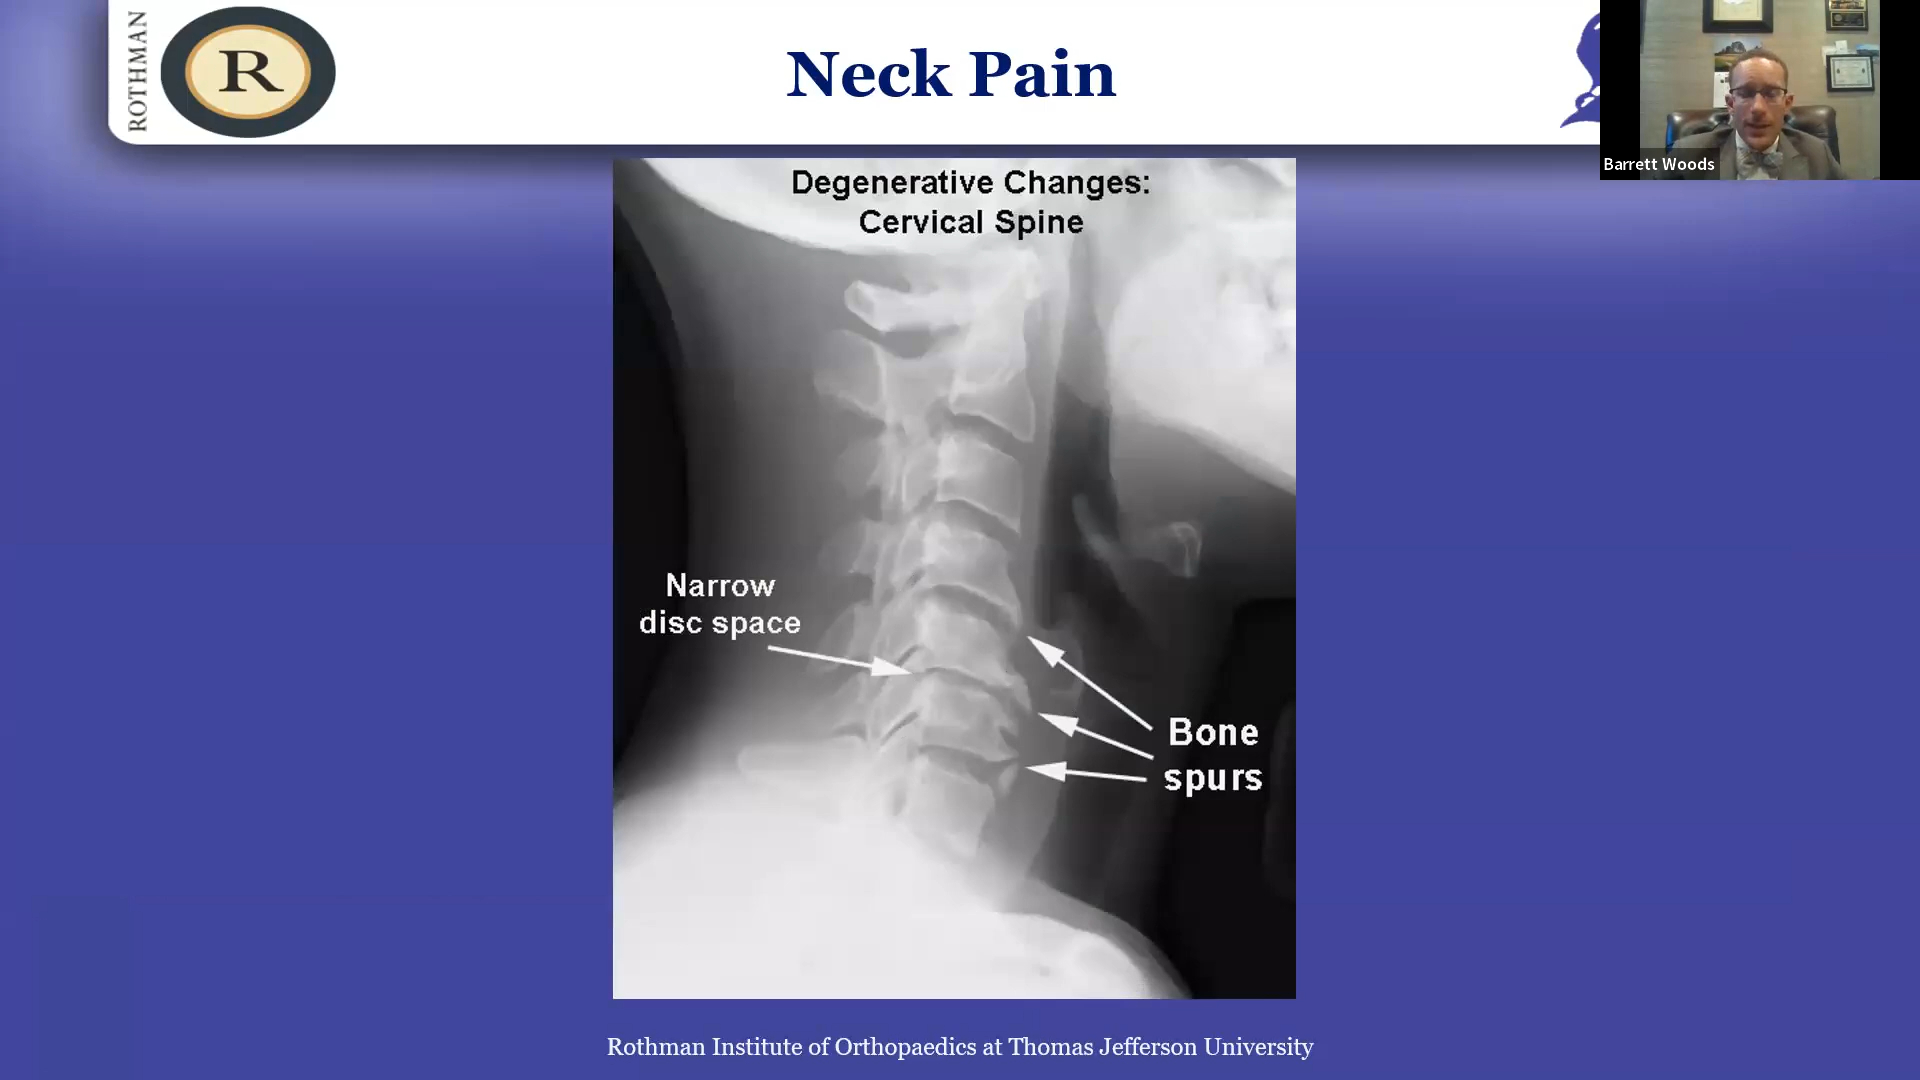 ROTHMAN
R
Neck Pain
Barrett Woods
Degenerative Changes:
Cervical Spine
Narrow
disc space
Bone
spurs
Rothman Institute of Orthopaedics at Thomas Jefferson University